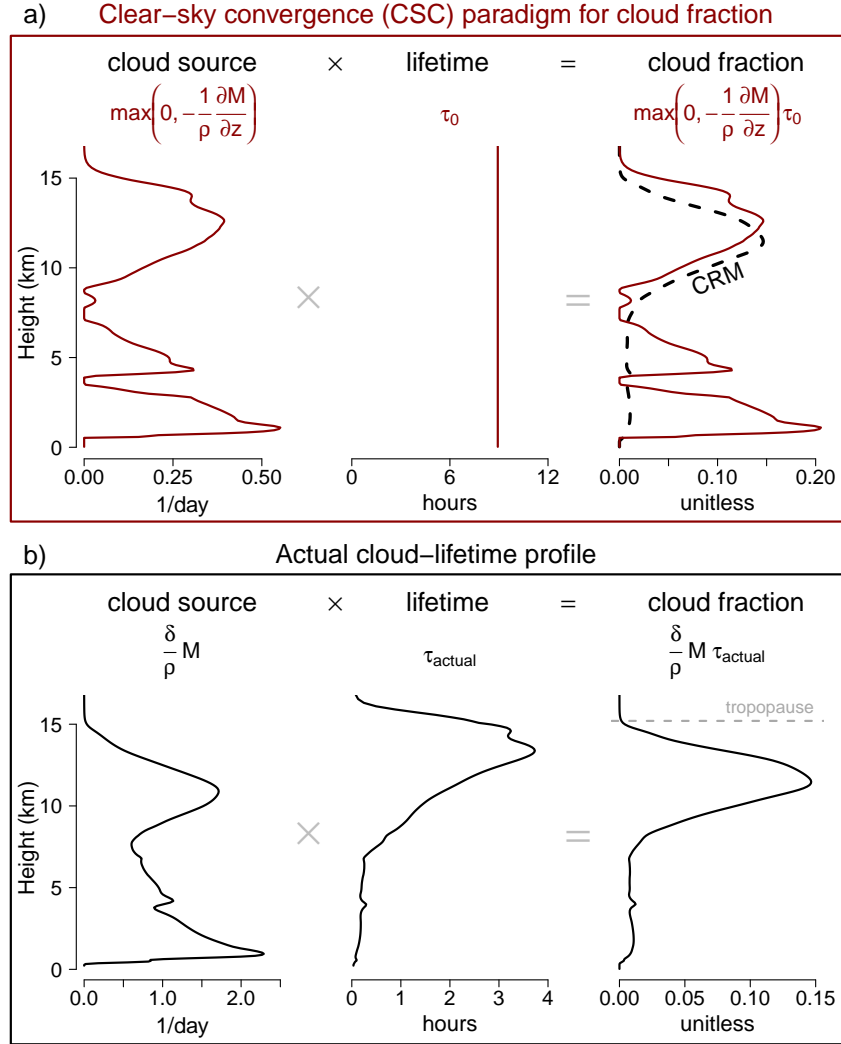 a) Clear−sky convergence (CSC) paradigm for cloud fraction
cloud source × lifetime = cloud fraction
max(0, −1/ρ ∂M/∂z) τ0 max(0, −1/ρ ∂M/∂z) τ0
Height (km)
15
10
5
0
×
=
CRM
0.00 0.25 0.50 0 6 12 0.00 0.10 0.20
1/day hours unitless
b) Actual cloud−lifetime profile
cloud source × lifetime = cloud fraction
δ/ρ M τactual δ/ρ M τactual
tropopause
Height (km)
15
10
5
0
×
=
0.0 1.0 2.0 0 1 2 3 4 0.00 0.05 0.10 0.15
1/day hours unitless